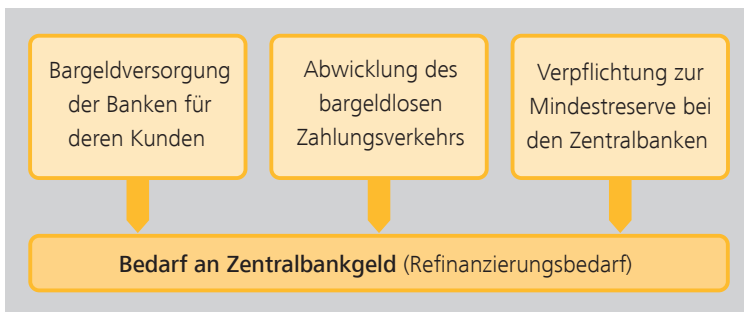 Bargeldversorgung
der Banken für
deren Kunden
Abwicklung des
bargeldlosen
Zahlungsverkehrs
Verpflichtung zur
Mindestreserve bei
den Zentralbanken
Bedarf an Zentralbankgeld (Refinanzierungsbedarf)